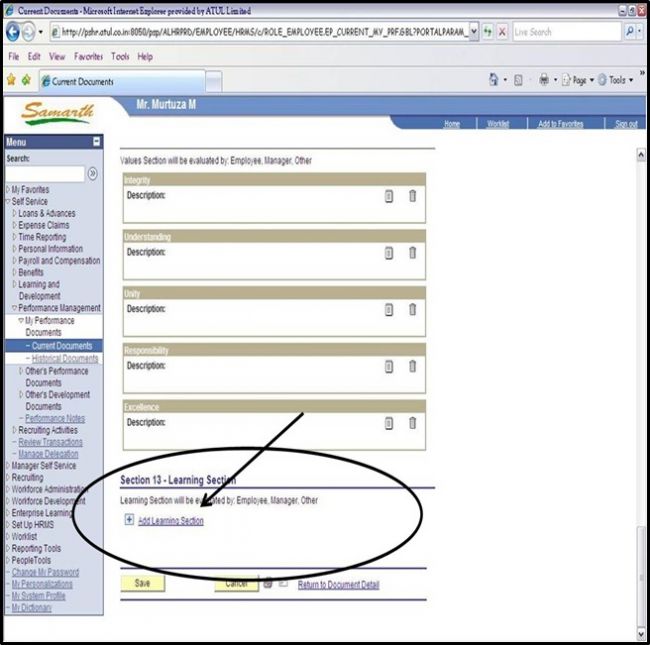 Current Documents - Microsoft Internet Explorer provided by ATUL Limited
http://pshr.atul.co.in:8050/psp/ALHRPRD/EMPLOYEE/HRMS/c/ROLE_EMPLOYEE.EP_CURRENT_MY_PRF.GBL?PORTALPARAM_
Live Search
File Edit View Favorites Tools Help
Current Documents
Page
Tools
Samarth
Mr. Murtuza M
Home
Worklist
Add to Favorites
Sign out
Menu
Search:
My Favorites
Self Service
Loans & Advances
Expense Claims
Time Reporting
Personal Information
Payroll and Compensation
Benefits
Learning and
Development
Performance Management
My Performance
Documents
- Current Documents
- Historical Documents
Other's Performance
Documents
Other's Development
Documents
- Performance Notes
Recruiting Activities
- Review Transactions
- Manage Delegation
Manager Self Service
Recruiting
Workforce Administration
Workforce Development
Enterprise Learning
Set Up HRMS
Worklist
Reporting Tools
PeopleTools
- Change My Password
- My Personalizations
- My System Profile
- My Dictionary
Values Section will be evaluated by: Employee, Manager, Other
Integrity
Description:
Understanding
Description:
Unity
Description:
Responsibility
Description:
Excellence
Description:
Section 13 - Learning Section
Learning Section will be evaluated by: Employee, Manager, Other
Add Learning Section
Save
Cancel
Return to Document Detail